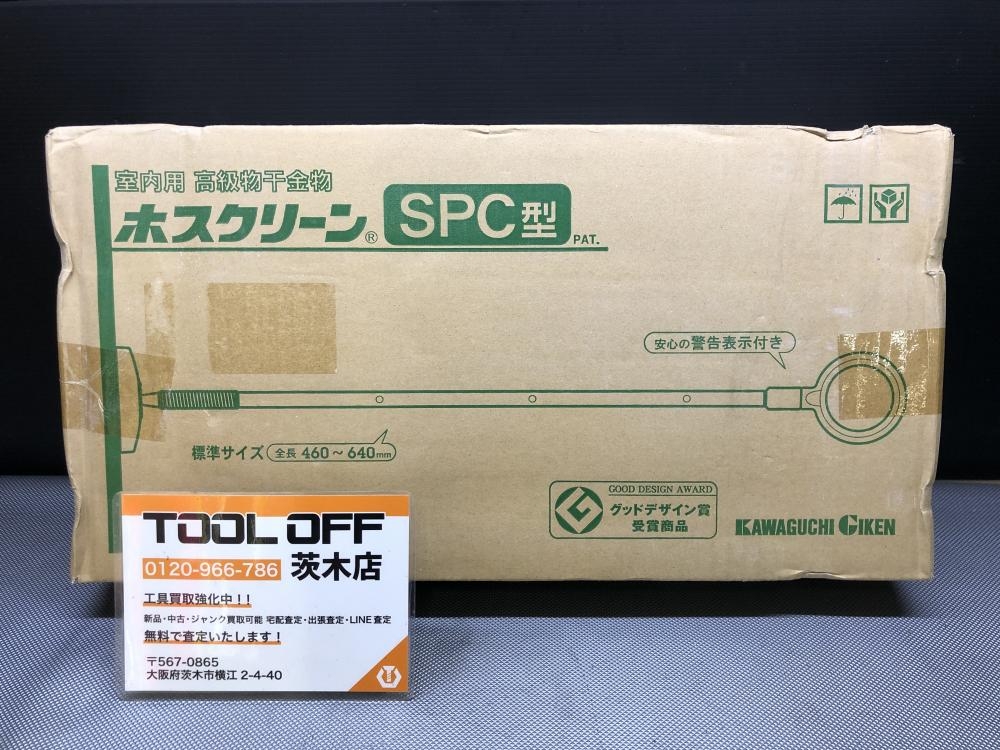 室内用 高級物干金物
ホスクリーン® SPC型 PAT.
安心の警告表示付き
標準サイズ 全長 460～640mm
GOOD DESIGN AWARD
グッドデザイン賞
受賞商品
KAWAGUCHI GIKEN
TOOL OFF
0120-966-786 茨木店
工具買取強化中！！
新品・中古・ジャンク買取可能 宅配査定・出張査定・LINE査定
無料で査定いたします！
〒567-0865
大阪府茨木市横江 2-4-40